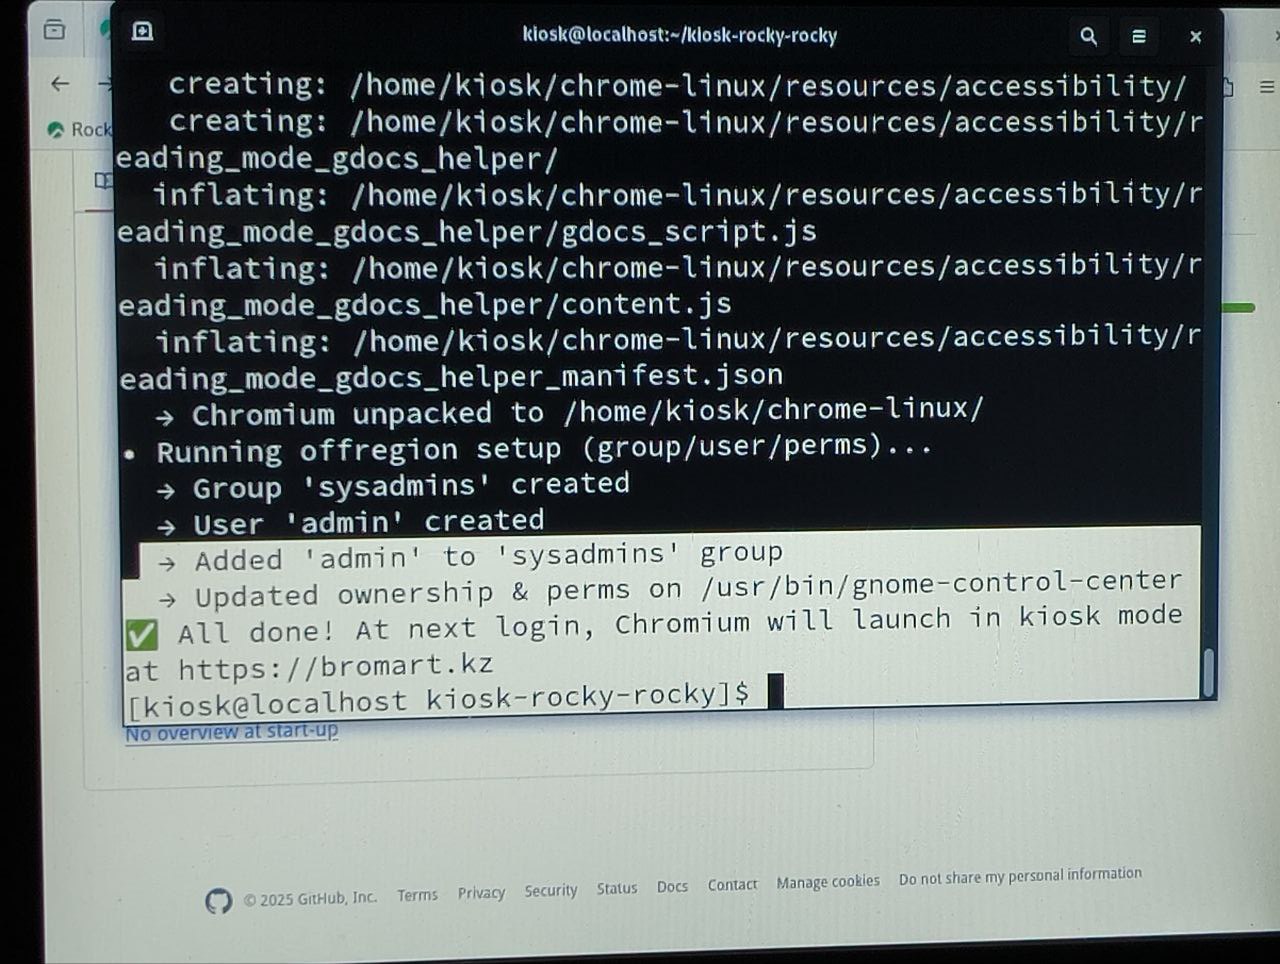 kiosk@localhost:~/kiosk-rocky-rocky
Rock
creating: /home/kiosk/chrome-linux/resources/accessibility/
creating: /home/kiosk/chrome-linux/resources/accessibility/r
eading_mode_gdocs_helper/
inflating: /home/kiosk/chrome-linux/resources/accessibility/r
eading_mode_gdocs_helper/gdocs_script.js
inflating: /home/kiosk/chrome-linux/resources/accessibility/r
eading_mode_gdocs_helper/content.js
inflating: /home/kiosk/chrome-linux/resources/accessibility/r
eading_mode_gdocs_helper_manifest.json
→ Chromium unpacked to /home/kiosk/chrome-linux/
• Running offregion setup (group/user/perms)...
→ Group 'sysadmins' created
→ User 'admin' created
→ Added 'admin' to 'sysadmins' group
→ Updated ownership & perms on /usr/bin/gnome-control-center
✅ All done! At next login, Chromium will launch in kiosk mode
at https://bromart.kz
[kiosk@localhost kiosk-rocky-rocky]$
No overview at start-up
© 2025 GitHub, Inc. Terms Privacy Security Status Docs Contact Manage cookies Do not share my personal information